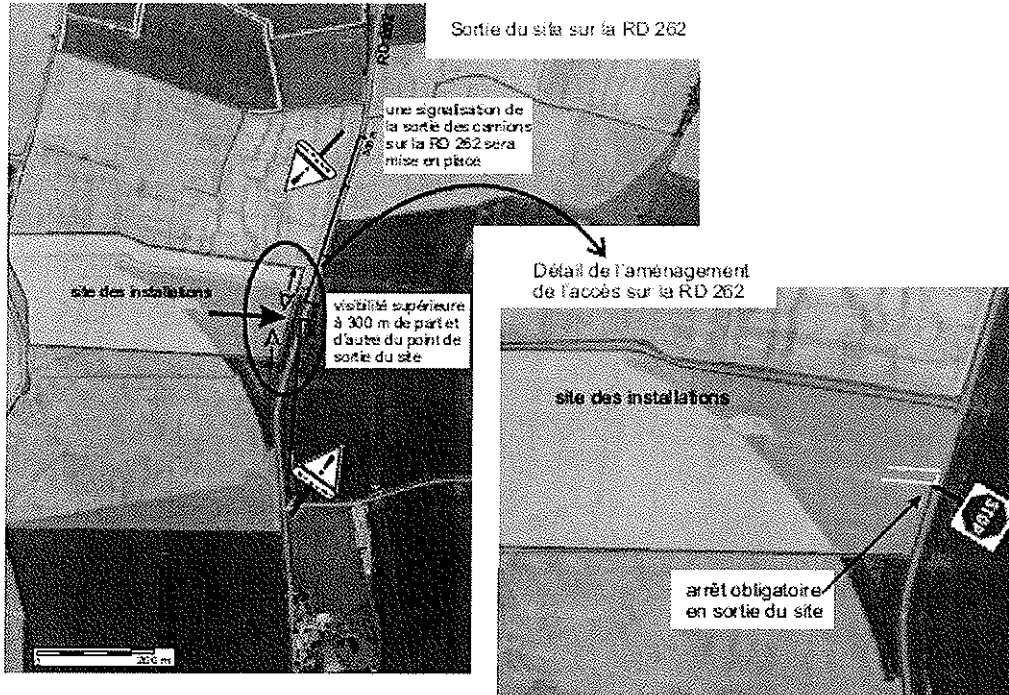 Sortie du site sur la RD 262
RD 262
une signalisation de
la sortie des camions
sur la RD 262 sera
mise en place
site des installations
visibilité supérieure
à 300 m de part et
d'autre du point de
sortie du site
Détail de l'aménagement
de l'accès sur la RD 262
site des installations
STOP
arrêt obligatoire
en sortie du site
200 m